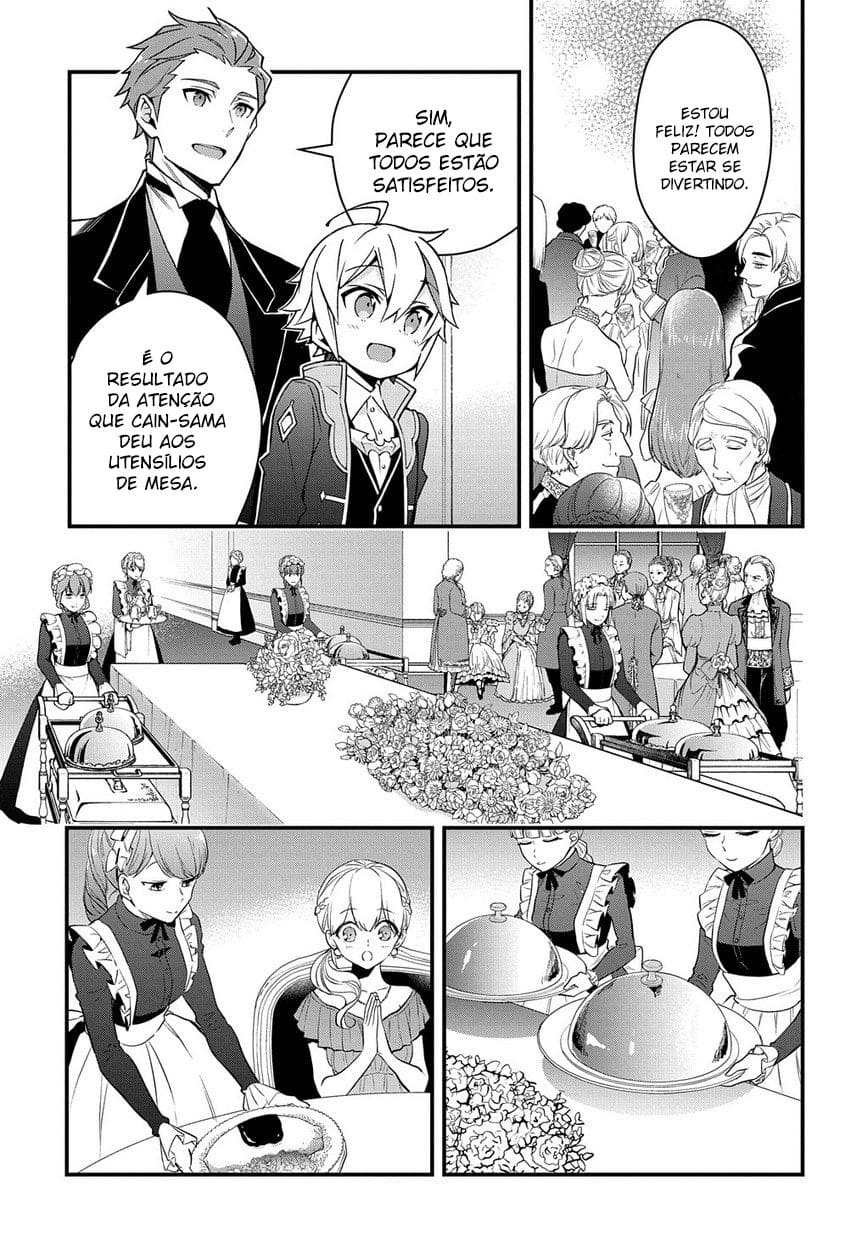 ESTOU
FELIZ! TODOS
PARECEM
ESTAR SE
DIVERTINDO.
SIM,
PARECE QUE
TODOS ESTÃO
SATISFEITOS.
É O
RESULTADO
DA ATENÇÃO
QUE CAIN-SAMA
DEU AOS
UTENSÍLIOS
DE MESA.